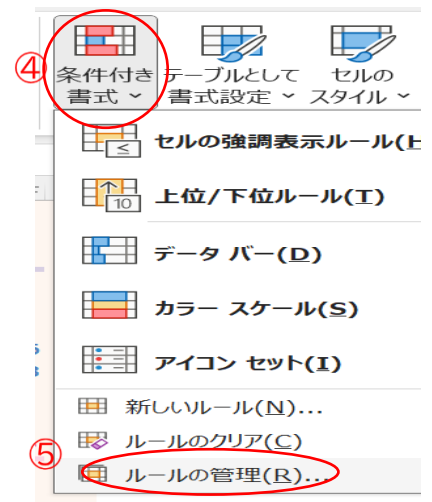 ④
条件付き
書式
テーブルとして
書式設定
セルの
スタイル
セルの強調表示ルール(H
10
上位/下位ルール(T)
データ バー(D)
カラー スケール(S)
アイコン セット(I)
新しいルール(N)...
ルールのクリア(C)
⑤
ルールの管理(R)...